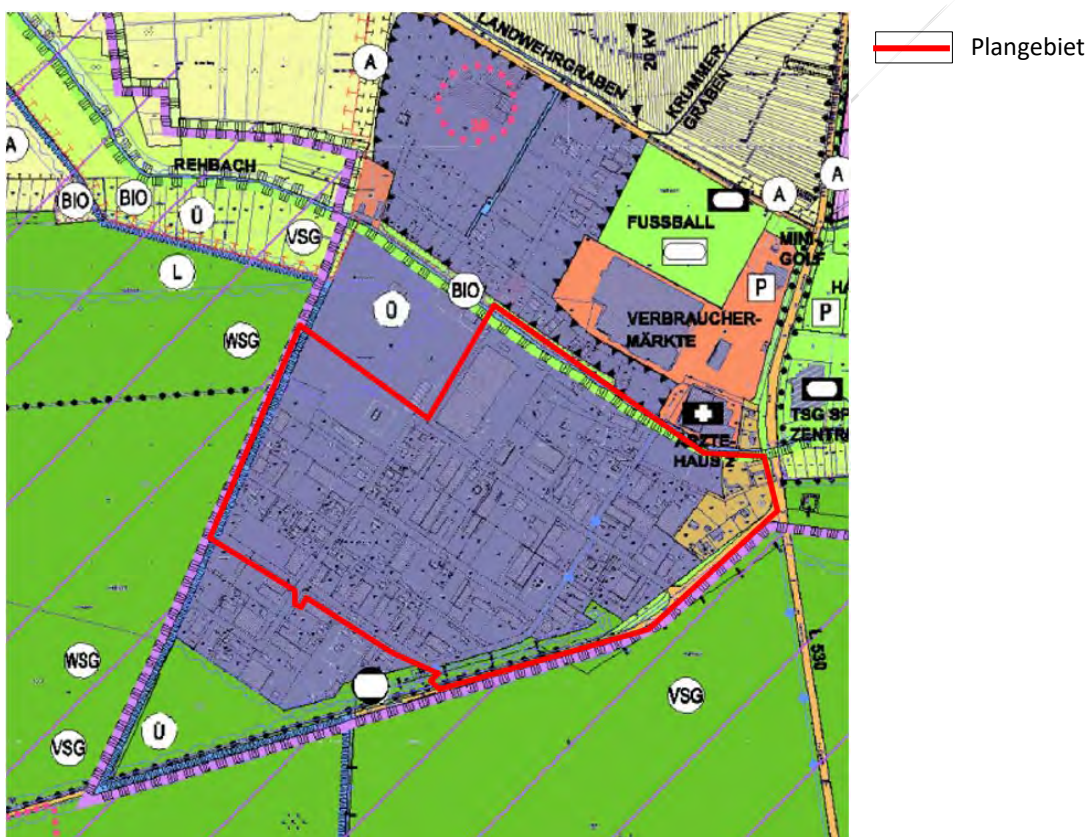 Plangebiet
LANDWEHRGRABEN
20 KV
KRUMMER
GRABEN
A
A
A
A
REHBACH
BIO
BIO
Ü
VSG
L
FUSSBALL
MINI
GOLF
HA
P
P
BIO
Ü
VERBRAUCHER-
MÄRKTE
WSG
TSG SP
ZENTR
ÄRZTE-
HAUS 2
WSG
L 530
VSG
Ü
VSG